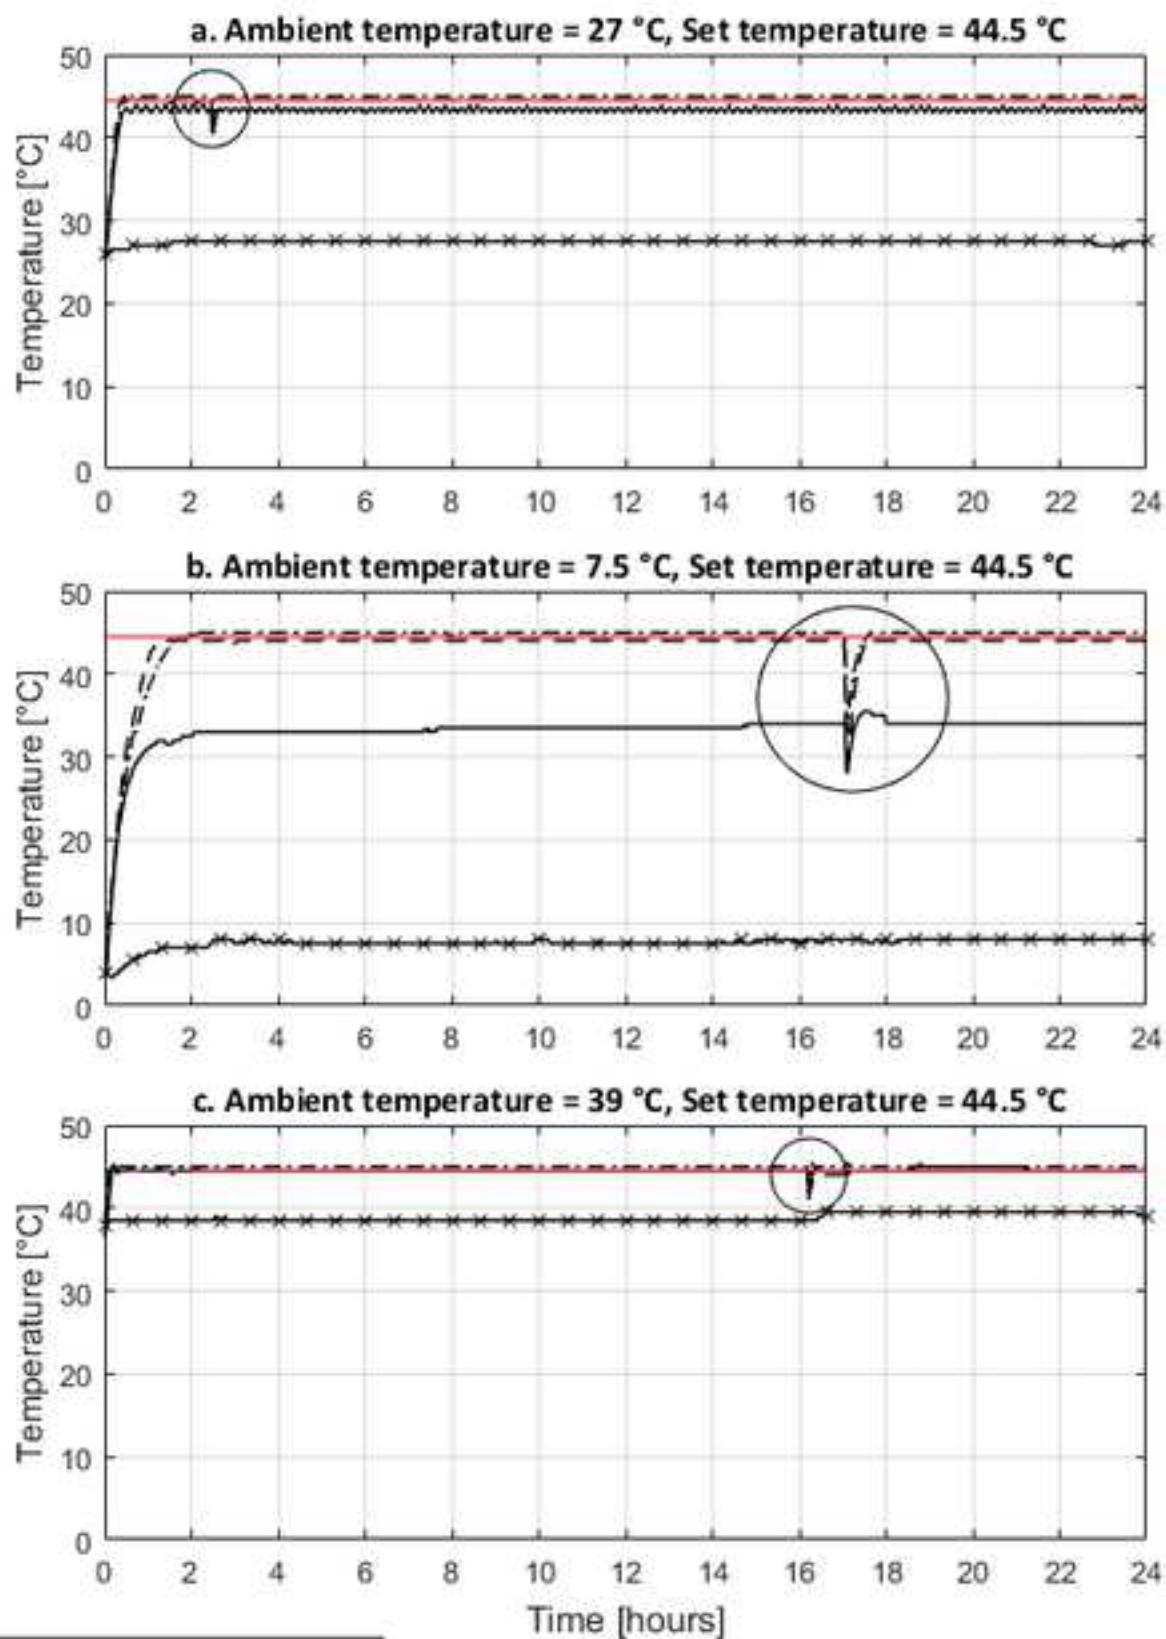 a. Ambient temperature = 27 °C, Set temperature = 44.5 °C
50
40
30
20
10
0
Temperature [°C]
0 2 4 6 8 10 12 14 16 18 20 22 24
b. Ambient temperature = 7.5 °C, Set temperature = 44.5 °C
50
40
30
20
10
0
Temperature [°C]
0 2 4 6 8 10 12 14 16 18 20 22 24
c. Ambient temperature = 39 °C, Set temperature = 44.5 °C
50
40
30
20
10
0
Temperature [°C]
0 2 4 6 8 10 12 14 16 18 20 22 24
Time [hours]